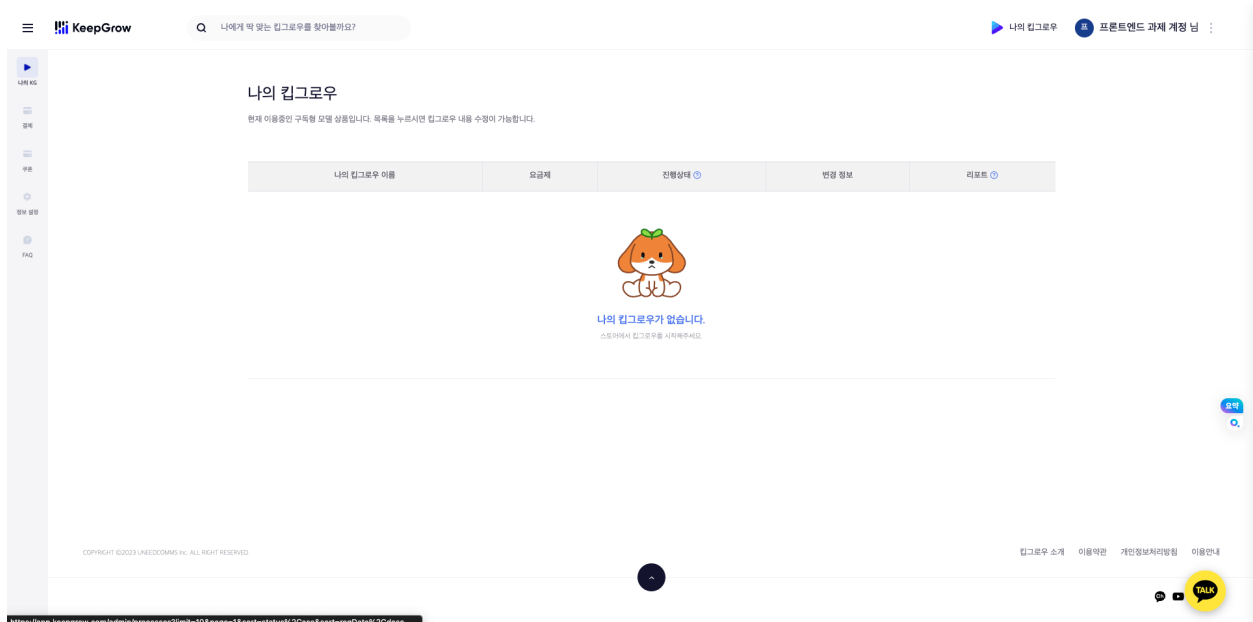 KeepGrow
나에게 딱 맞는 킵그로우를 찾아볼까요?
나의 킵그로우
프
프론트엔드 과제 계정 님
나의 KG
결제
쿠폰
정보 설정
FAQ
나의 킵그로우
현재 이용중인 구독형 모델 상품입니다. 목록을 누르시면 킵그로우 내용 수정이 가능합니다.
나의 킵그로우 이름
요금제
진행상태 ?
변경 정보
리포트 ?
나의 킵그로우가 없습니다.
스토어에서 킵그로우를 시작해주세요.
요약
COPYRIGHT ©2023 UNEEDCOMMS Inc. ALL RIGHT RESERVED.
킵그로우 소개
이용약관
개인정보처리방침
이용안내
TALK